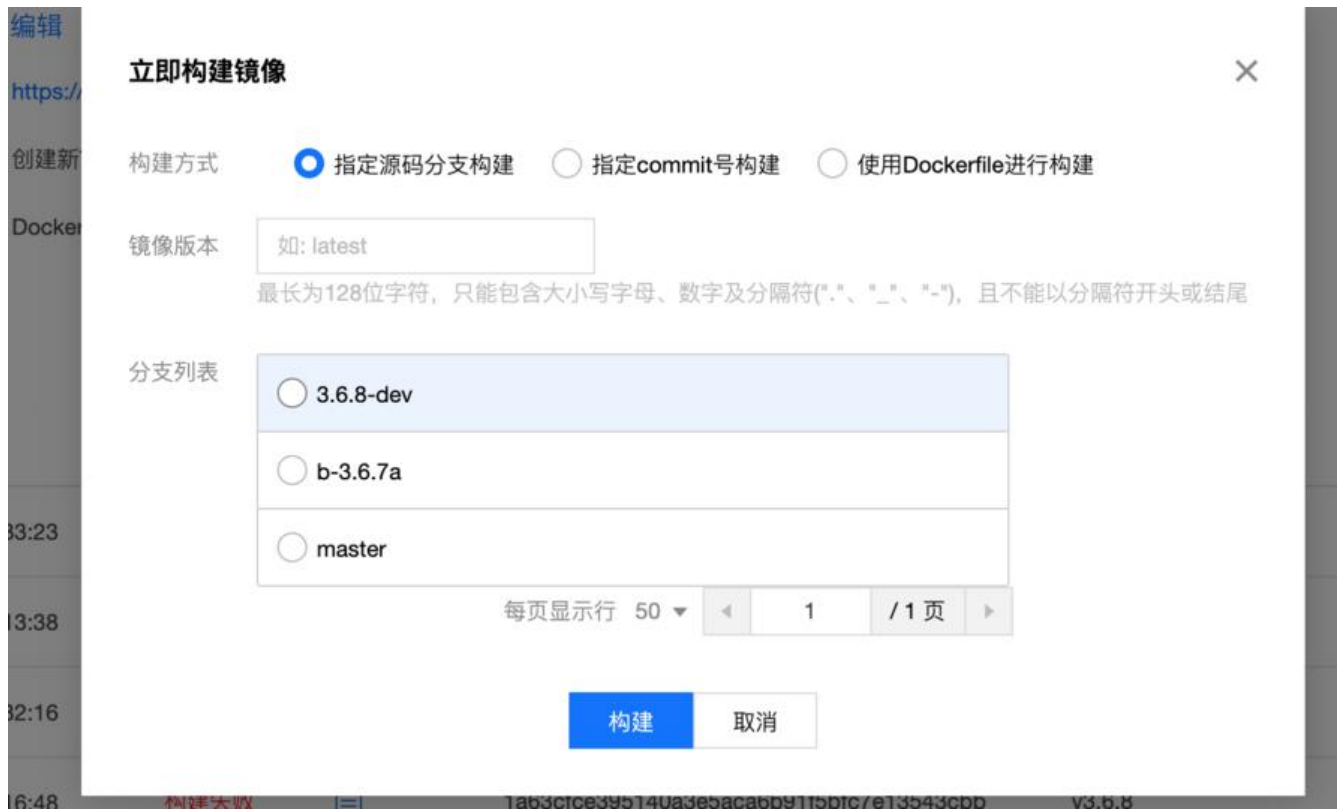 编辑
立即构建镜像
https://
创建新
构建方式 指定源码分支构建 指定commit号构建 使用Dockerfile进行构建
Docker
镜像版本 如: latest
最长为128位字符，只能包含大小写字母、数字及分隔符("."、"_"、"-")，且不能以分隔符开头或结尾
分支列表
3.6.8-dev
b-3.6.7a
master
33:23
每页显示行 50 1 / 1 页
13:38
32:16
构建 取消
16:48 构建失败 1a63cfce395140a3e5aca6b91f5bfc7e13543cbb v3.6.8